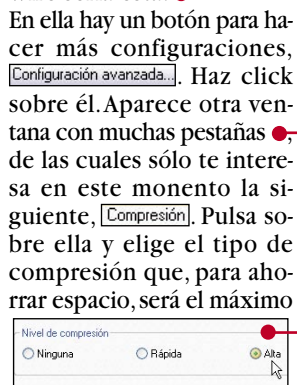 En ella hay un botón para ha-
cer más configuraciones,
Configuración avanzada... . Haz click
sobre él. Aparece otra ven-
tana con muchas pestañas ,
de las cuales sólo te intere-
sa en este monento la si-
guiente, Compresión . Pulsa so-
bre ella y elige el tipo de
compresión que, para aho-
rrar espacio, será el máximo
Nivel de compresión
Ninguna Rápida Alta